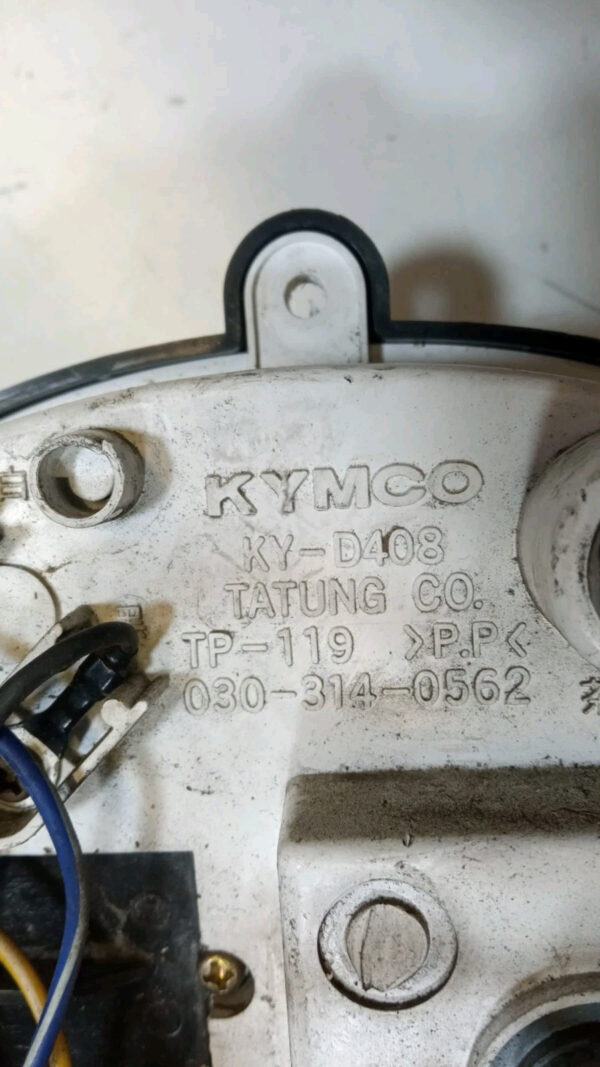 KYMCO
KY-D408
TATUNG CO.
TP-119 >P.P<
030-314-0562